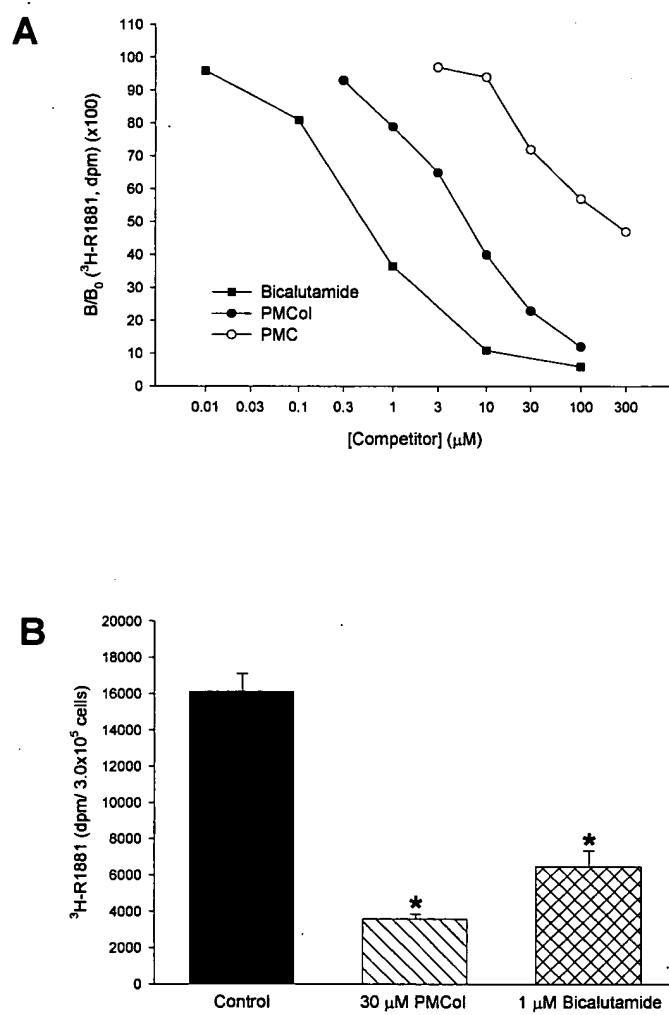 A
B/B₀ (³H-R1881, dpm) (x100)
110
100
90
80
70
60
50
40
30
20
10
0
Bicalutamide
PMCol
PMC
0.01 0.03 0.1 0.3 1 3 10 30 100 300
[Competitor] (μM)
B
³H-R1881 (dpm/ 3.0x10⁵ cells)
20000
18000
16000
14000
12000
10000
8000
6000
4000
2000
0
*
*
Control 30 μM PMCol 1 μM Bicalutamide